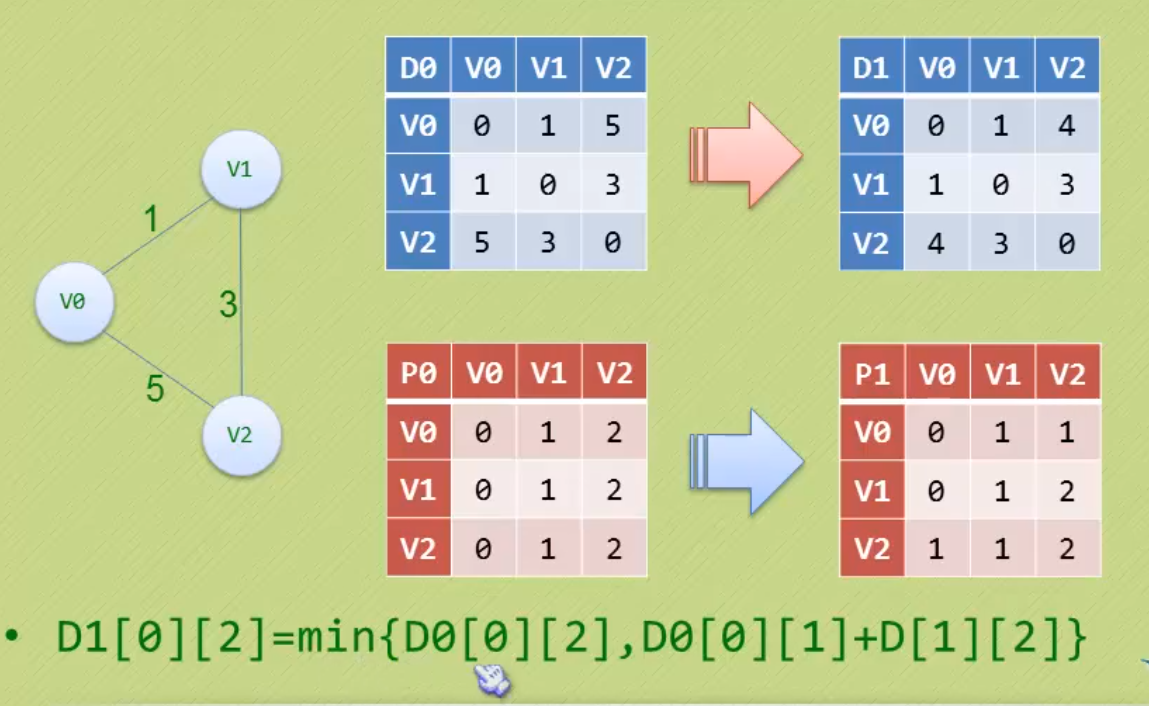 V1
1
V0
3
5
V2
D0 V0 V1 V2
V0 0 1 5
V1 1 0 3
V2 5 3 0
D1 V0 V1 V2
V0 0 1 4
V1 1 0 3
V2 4 3 0
P0 V0 V1 V2
V0 0 1 2
V1 0 1 2
V2 0 1 2
P1 V0 V1 V2
V0 0 1 1
V1 0 1 2
V2 1 1 2
• D1[0][2]=min{D0[0][2],D0[0][1]+D[1][2]}